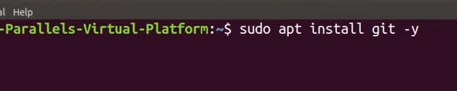 al Help
-Parallels-Virtual-Platform:~$ sudo apt install git -y